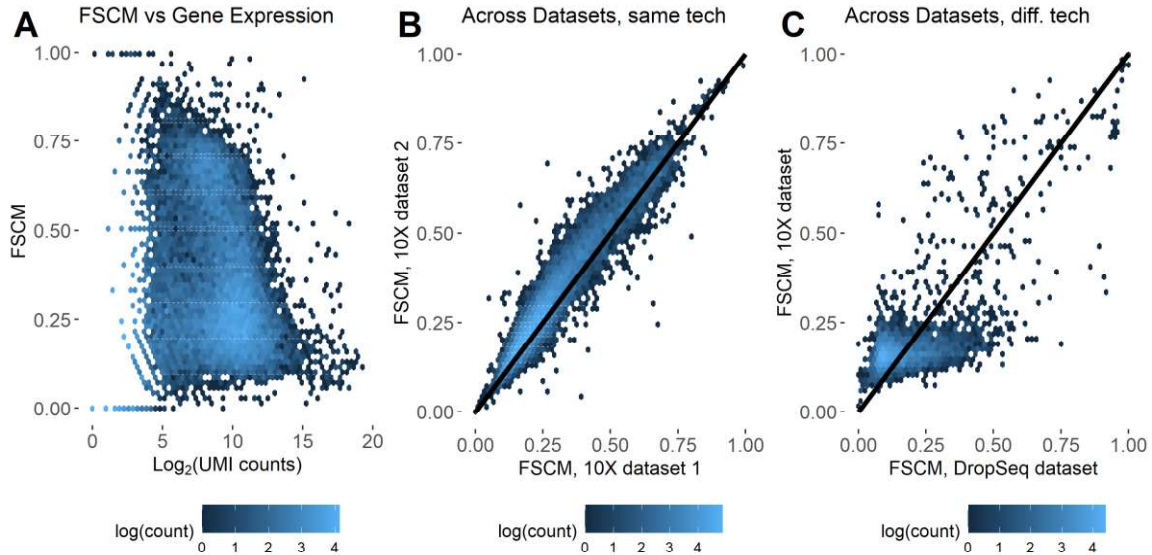 A
FSCM vs Gene Expression
1.00
0.75
0.50
0.25
0.00
FSCM
0 5 10 15 20
Log₂(UMI counts)
log(count)
0 1 2 3 4
B
Across Datasets, same tech
1.00
0.75
0.50
0.25
0.00
FSCM, 10X dataset 2
0.00 0.25 0.50 0.75 1.00
FSCM, 10X dataset 1
log(count)
0 1 2 3 4
C
Across Datasets, diff. tech
1.00
0.75
0.50
0.25
0.00
FSCM, 10X dataset
0.00 0.25 0.50 0.75 1.00
FSCM, DropSeq dataset
log(count)
0 1 2 3 4